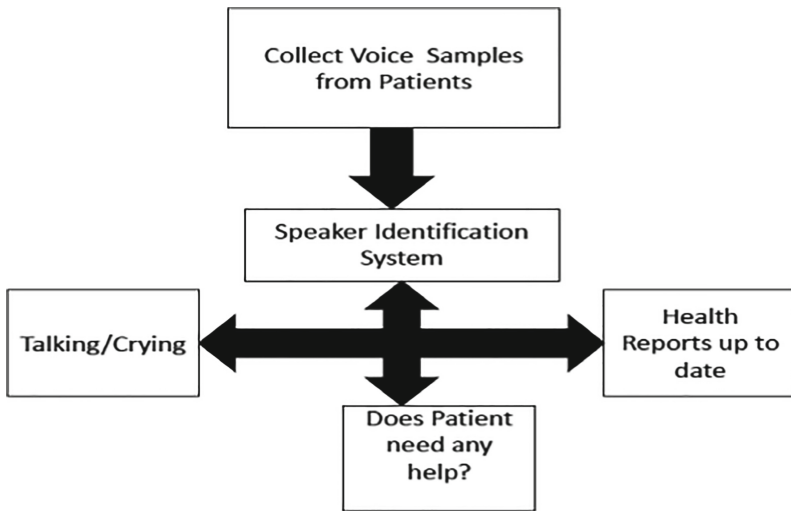 Collect Voice Samples
from Patients
Speaker Identification
System
Talking/Crying
Health
Reports up to
date
Does Patient
need any
help?